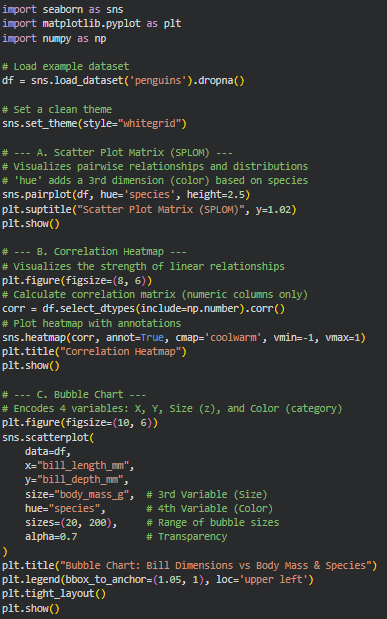 import seaborn as sns
import matplotlib.pyplot as plt
import numpy as np

# Load example dataset
df = sns.load_dataset('penguins').dropna()

# Set a clean theme
sns.set_theme(style="whitegrid")

# --- A. Scatter Plot Matrix (SPLOM) ---
# Visualizes pairwise relationships and distributions
# 'hue' adds a 3rd dimension (color) based on species
sns.pairplot(df, hue='species', height=2.5)
plt.suptitle("Scatter Plot Matrix (SPLOM)", y=1.02)
plt.show()

# --- B. Correlation Heatmap ---
# Visualizes the strength of linear relationships
plt.figure(figsize=(8, 6))
# Calculate correlation matrix (numeric columns only)
corr = df.select_dtypes(include=np.number).corr()
# Plot heatmap with annotations
sns.heatmap(corr, annot=True, cmap='coolwarm', vmin=-1, vmax=1)
plt.title("Correlation Heatmap")
plt.show()

# --- C. Bubble Chart ---
# Encodes 4 variables: X, Y, Size (z), and Color (category)
plt.figure(figsize=(10, 6))
sns.scatterplot(
    data=df,
    x="bill_length_mm",
    y="bill_depth_mm",
    size="body_mass_g",  # 3rd Variable (Size)
    hue="species",       # 4th Variable (Color)
    sizes=(20, 200),     # Range of bubble sizes
    alpha=0.7            # Transparency
)
plt.title("Bubble Chart: Bill Dimensions vs Body Mass & Species")
plt.legend(bbox_to_anchor=(1.05, 1), loc='upper left')
plt.tight_layout()
plt.show()